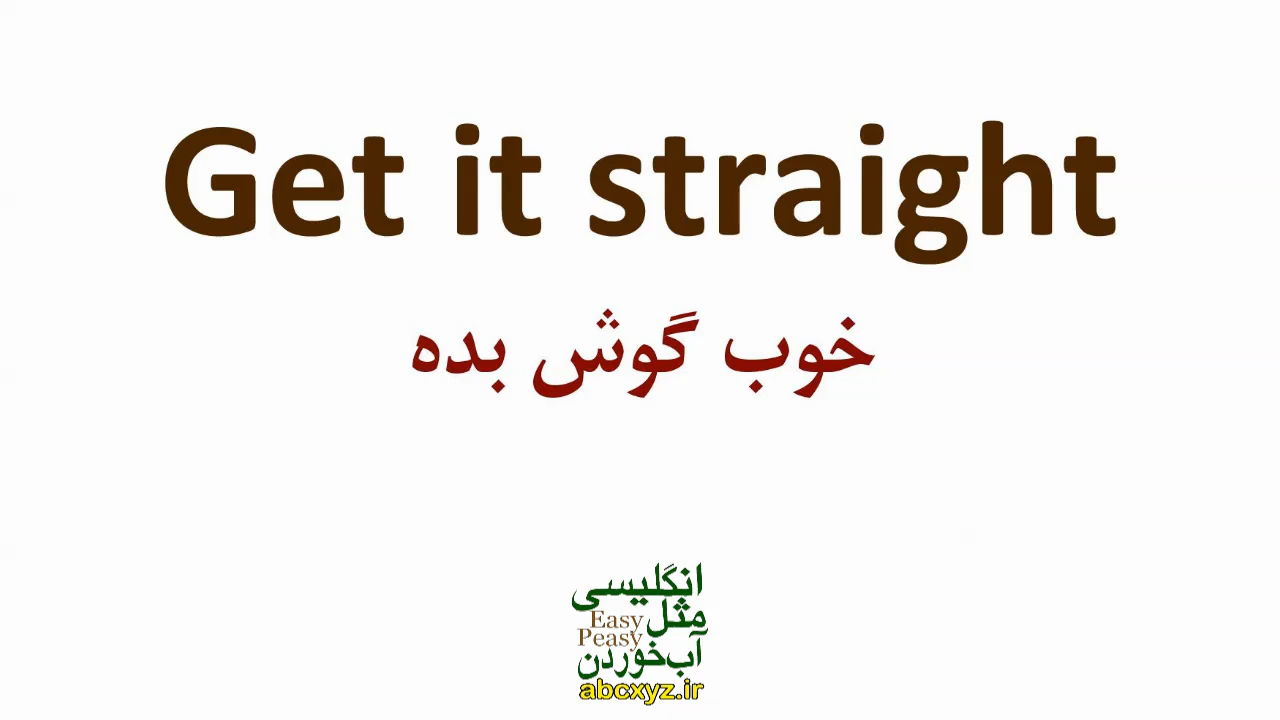 Get it straight
خوب گوش بده
انگلیسی
مثل
Easy
Peasy
آب‌خوردن
abcxyz.ir